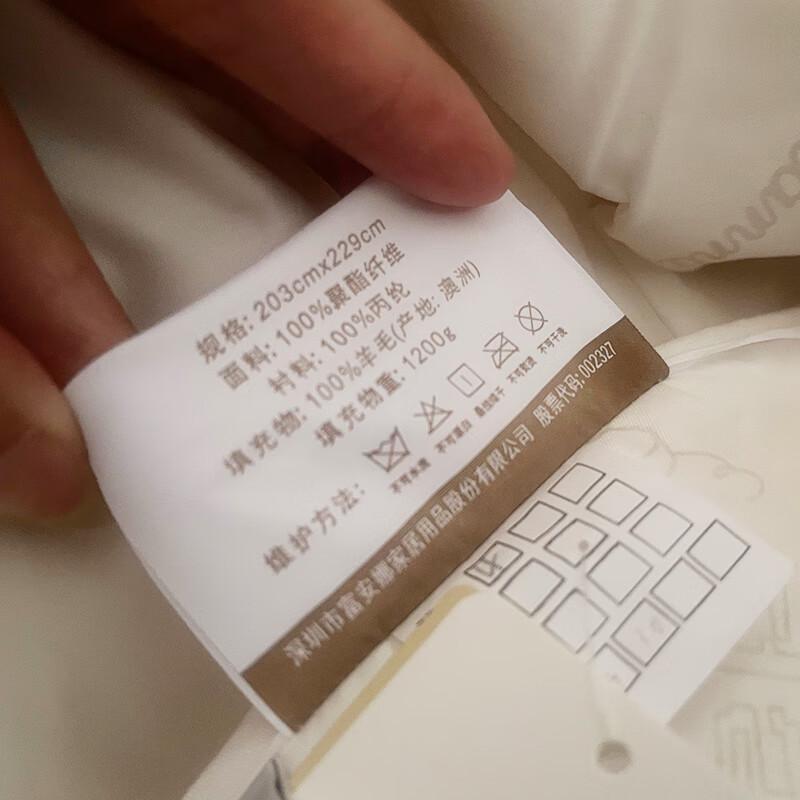 规格: 203cmx229cm
面料: 100%聚酯纤维
衬料: 100%丙纶
填充物: 100%羊毛(产地: 澳洲)
填充物重: 1200g
维护方法:
不可水洗 不可漂白 悬挂晾干 不可熨烫 不可干洗
深圳市富安娜家居用品股份有限公司 股票代码: 002327